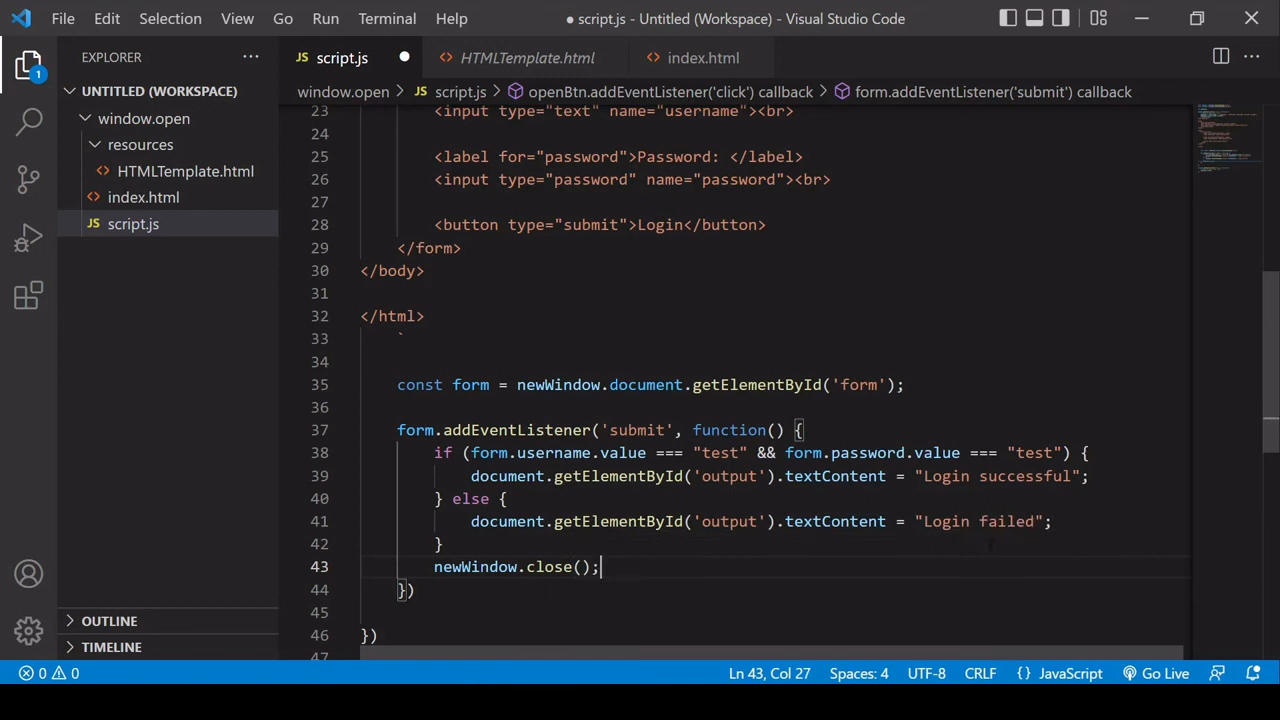 File Edit Selection View Go Run Terminal Help ● script.js - Untitled (Workspace) - Visual Studio Code
EXPLORER ···
1
UNTITLED (WORKSPACE)
window.open
resources
<> HTMLTemplate.html
<> index.html
JS script.js
OUTLINE
TIMELINE
JS script.js ● <> HTMLTemplate.html <> index.html ···
window.open > JS script.js > openBtn.addEventListener('click') callback > form.addEventListener('submit') callback
23 <input type="text" name="username"><br>
24
25 <label for="password">Password: </label>
26 <input type="password" name="password"><br>
27
28 <button type="submit">Login</button>
29 </form>
30 </body>
31
32 </html>
33 `
34
35 const form = newWindow.document.getElementById('form');
36
37 form.addEventListener('submit', function() {
38 if (form.username.value === "test" && form.password.value === "test") {
39 document.getElementById('output').textContent = "Login successful";
40 } else {
41 document.getElementById('output').textContent = "Login failed";
42 }
43 newWindow.close();
44 })
45
46 })
47
0 0 Ln 43, Col 27 Spaces: 4 UTF-8 CRLF {} JavaScript Go Live